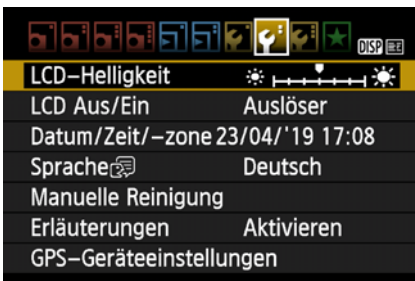 DISP
LCD-Helligkeit
LCD Aus/Ein Auslöser
Datum/Zeit/-zone 23/04/'19 17:08
Sprache Deutsch
Manuelle Reinigung
Erläuterungen Aktivieren
GPS-Geräteeinstellungen